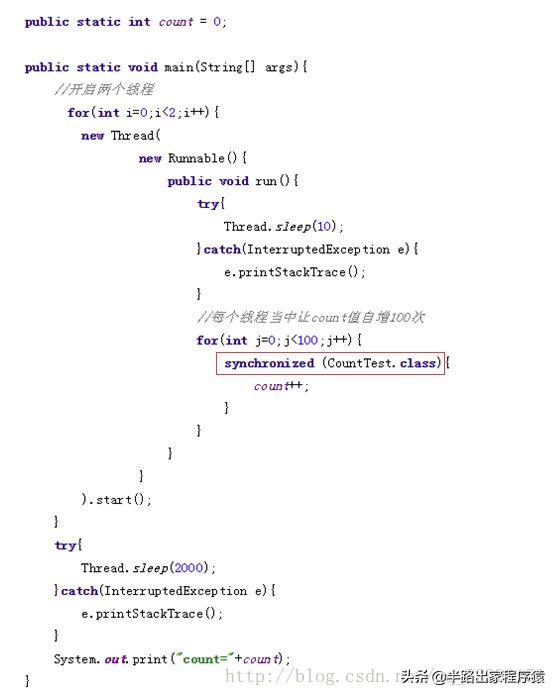 public static int count = 0;
public static void main(String[] args){
//开启两个线程
for(int i=0;i<2;i++){
new Thread(
new Runnable(){
public void run(){
try{
Thread.sleep(10);
}catch(InterruptedException e){
e.printStackTrace();
}
//每个线程当中让count值自增100次
for(int j=0;j<100;j++){
synchronized (CountTest.class){
count++;
}
}
}
}
).start();
}
try{
Thread.sleep(2000);
}catch(InterruptedException e){
e.printStackTrace();
}
System.out.print("count="+count);
http://blog.csdn.n
头条 @半路出家程序猿
}